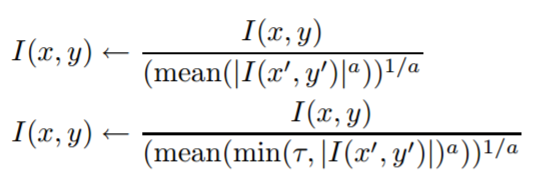 I(x, y) ← I(x, y) / (mean(|I(x′, y′)|^a))^{1/a}
I(x, y) ← I(x, y) / (mean(min(τ, |I(x′, y′)|)^a))^{1/a}